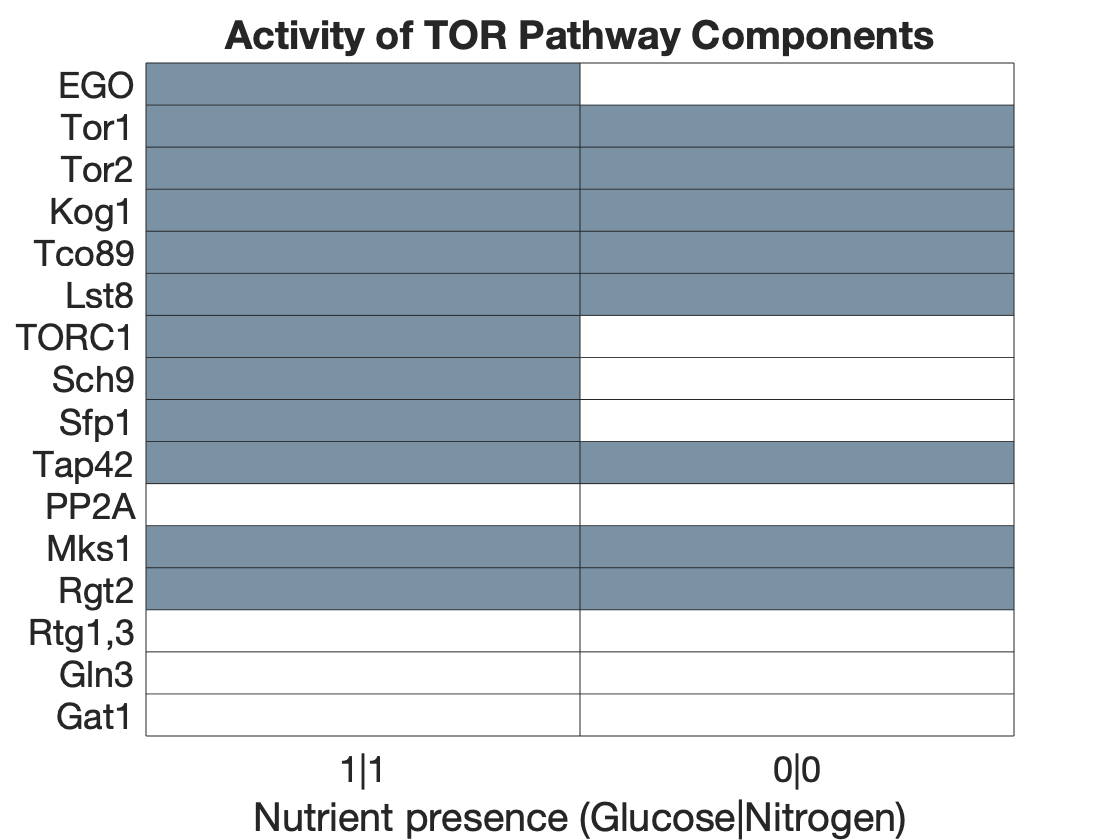 Activity of TOR Pathway Components
EGO
Tor1
Tor2
Kog1
Tco89
Lst8
TORC1
Sch9
Sfp1
Tap42
PP2A
Mks1
Rgt2
Rtg1,3
Gln3
Gat1
1|1 0|0
Nutrient presence (Glucose|Nitrogen)